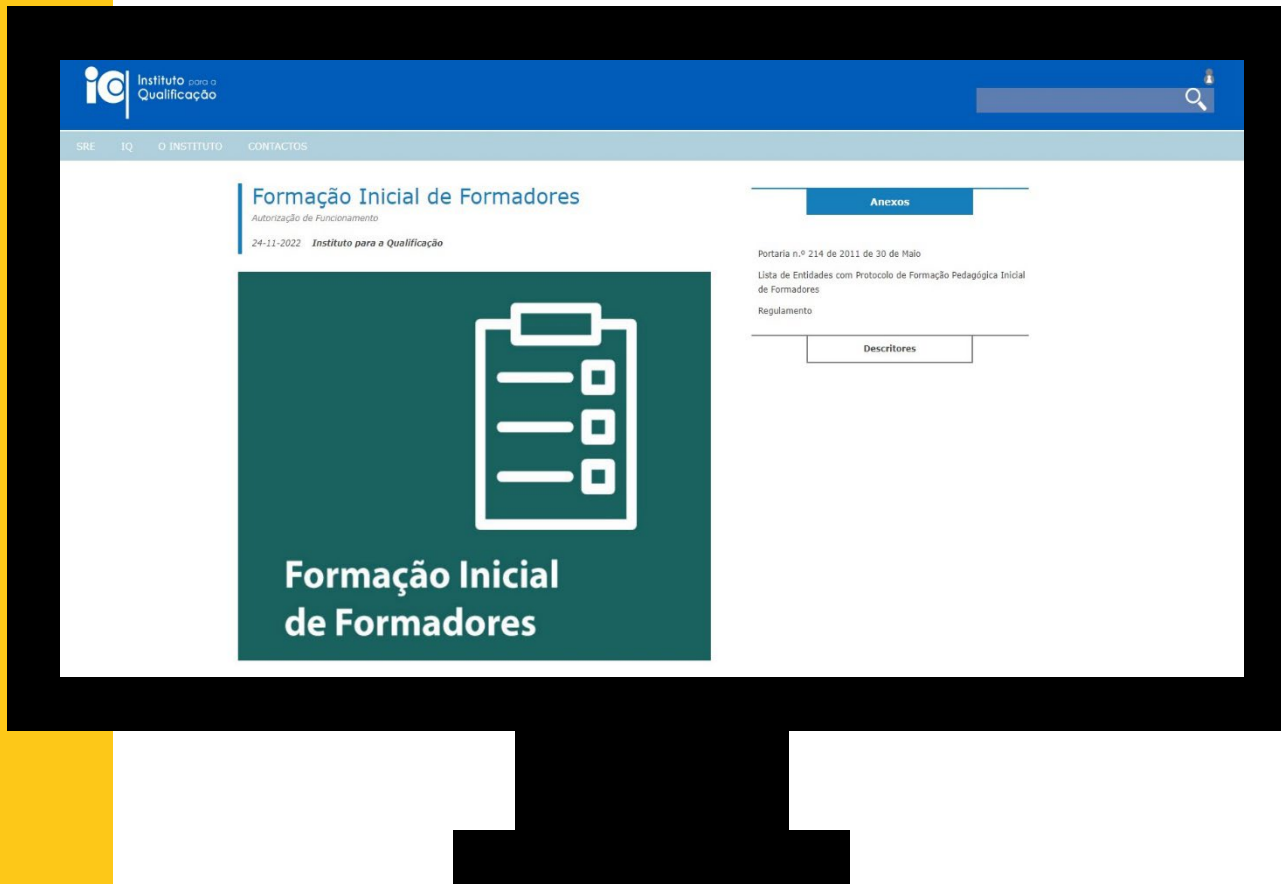 Instituto para a
Qualificação
SRE IQ O INSTITUTO CONTACTOS
Formação Inicial de Formadores
Autorização de Funcionamento
24-11-2022 Instituto para a Qualificação
Formação Inicial
de Formadores
Anexos
Portaria n.º 214 de 2011 de 30 de Maio
Lista de Entidades com Protocolo de Formação Pedagógica Inicial
de Formadores
Regulamento
Descritores